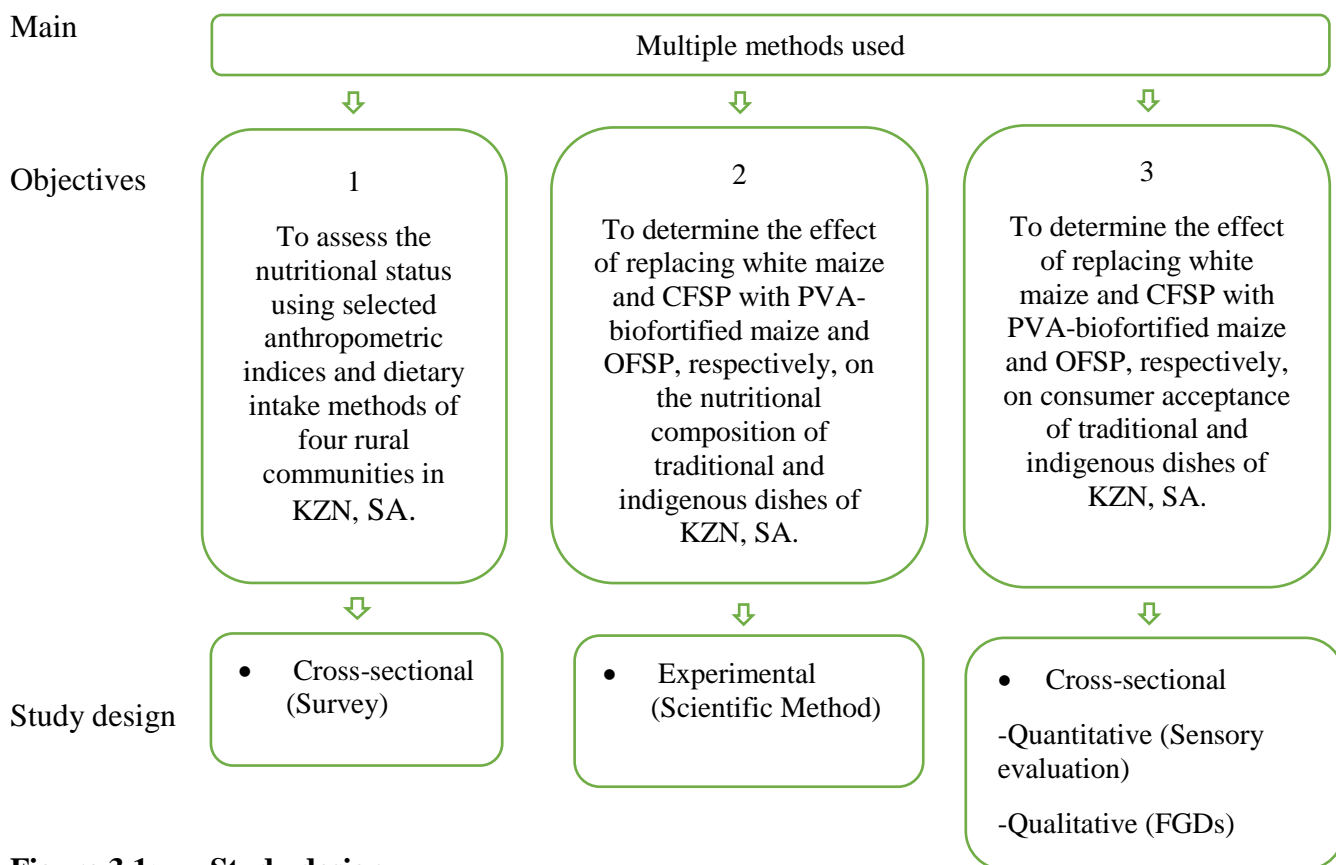 Main
Multiple methods used
Objectives
1
To assess the
nutritional status
using selected
anthropometric
indices and dietary
intake methods of
four rural
communities in
KZN, SA.
2
To determine the effect
of replacing white maize
and CFSP with PVA-
biofortified maize and
OFSP, respectively, on
the nutritional
composition of
traditional and
indigenous dishes of
KZN, SA.
3
To determine the effect
of replacing white
maize and CFSP with
PVA-biofortified maize
and OFSP, respectively,
on consumer acceptance
of traditional and
indigenous dishes of
KZN, SA.
Study design
• Cross-sectional
(Survey)
• Experimental
(Scientific Method)
• Cross-sectional
-Quantitative (Sensory
evaluation)
-Qualitative (FGDs)
Figure 3.1: Study design